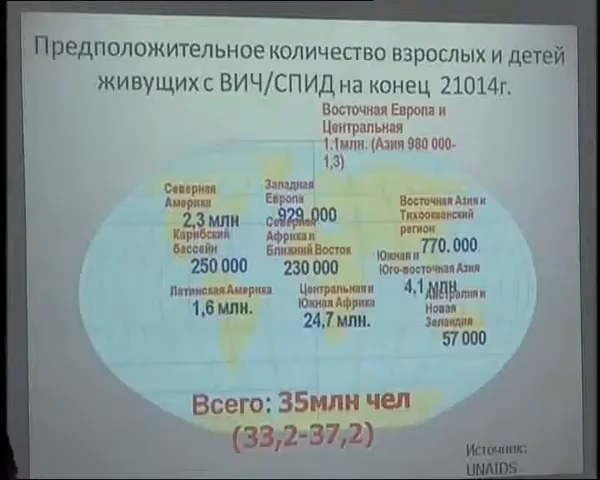 Предположительное количество взрослых и детей
живущих с ВИЧ/СПИД на конец 21014г.
Восточная Европа и
Центральная
1.1млн. (Азия 980 000-
1,3)
Северная
Америка
2,3 млн
Западная
Европа
929 000
Восточная Азия и
Тихоокеанский
регион
770.000
Карибский
бассейн
250 000
Северная
Африка и
Ближний Восток
230 000
Южная и
Юго-восточная Азия
4,1 млн
Латинская Америка
1,6 млн.
Центральная и
Южная Африка
24,7 млн.
Австралия и
Новая
Зеландия
57 000
Всего: 35млн чел
(33,2-37,2)
Источник:
UNAIDS